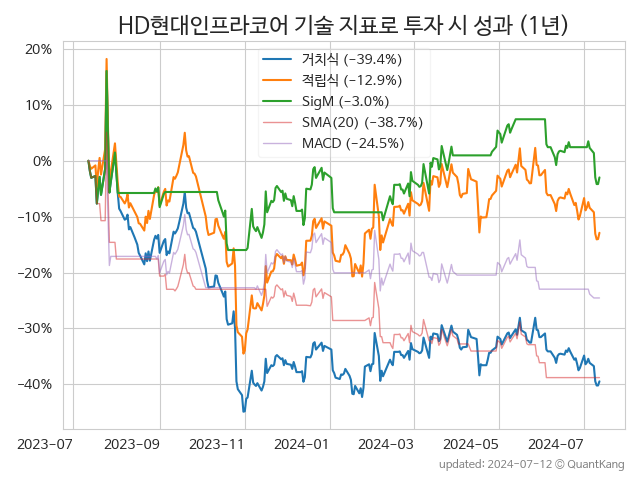 HD현대인프라코어 기술 지표로 투자 시 성과 (1년)
거치식 (−39.4%)
적립식 (−12.9%)
SigM (−3.0%)
SMA(20) (−38.7%)
MACD (−24.5%)
20%
10%
0%
−10%
−20%
−30%
−40%
2023-07 2023-09 2023-11 2024-01 2024-03 2024-05 2024-07
updated: 2024-07-12 © QuantKang